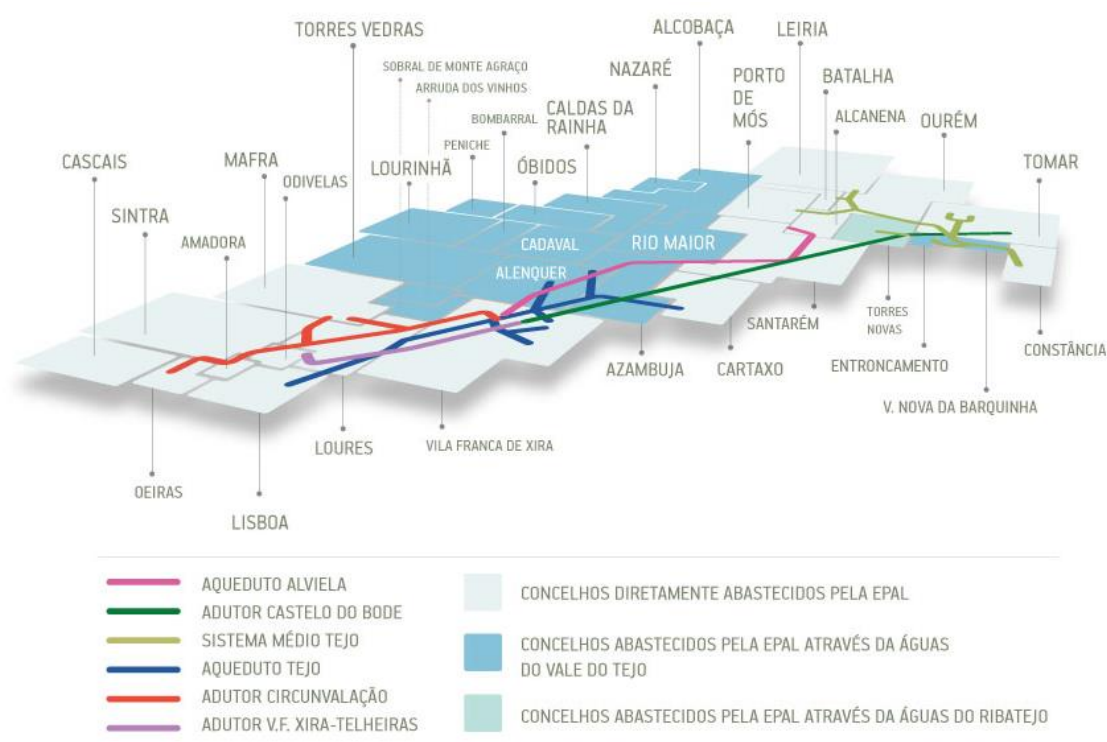 TORRES VEDRAS
ALCOBAÇA
LEIRIA
SOBRAL DE MONTE AGRAÇO
NAZARÉ
PORTO
DE
MÓS
BATALHA
ARRUDA DOS VINHOS
CALDAS DA
RAINHA
ALCANENA
OURÉM
BOMBARRAL
PENICHE
CASCAIS
MAFRA
LOURINHÃ
ÓBIDOS
TOMAR
ODIVELAS
SINTRA
AMADORA
CADAVAL
RIO MAIOR
ALENQUER
SANTARÉM
TORRES
NOVAS
CONSTÂNCIA
AZAMBUJA
CARTAXO
ENTRONCAMENTO
V. NOVA DA BARQUINHA
LOURES
VILA FRANCA DE XIRA
OEIRAS
LISBOA
AQUEDUTO ALVIELA
ADUTOR CASTELO DO BODE
SISTEMA MÉDIO TEJO
AQUEDUTO TEJO
ADUTOR CIRCUNVALAÇÃO
ADUTOR V.F. XIRA-TELHEIRAS
CONCELHOS DIRETAMENTE ABASTECIDOS PELA EPAL
CONCELHOS ABASTECIDOS PELA EPAL ATRAVÉS DA ÁGUAS
DO VALE DO TEJO
CONCELHOS ABASTECIDOS PELA EPAL ATRAVÉS DA ÁGUAS DO RIBATEJO